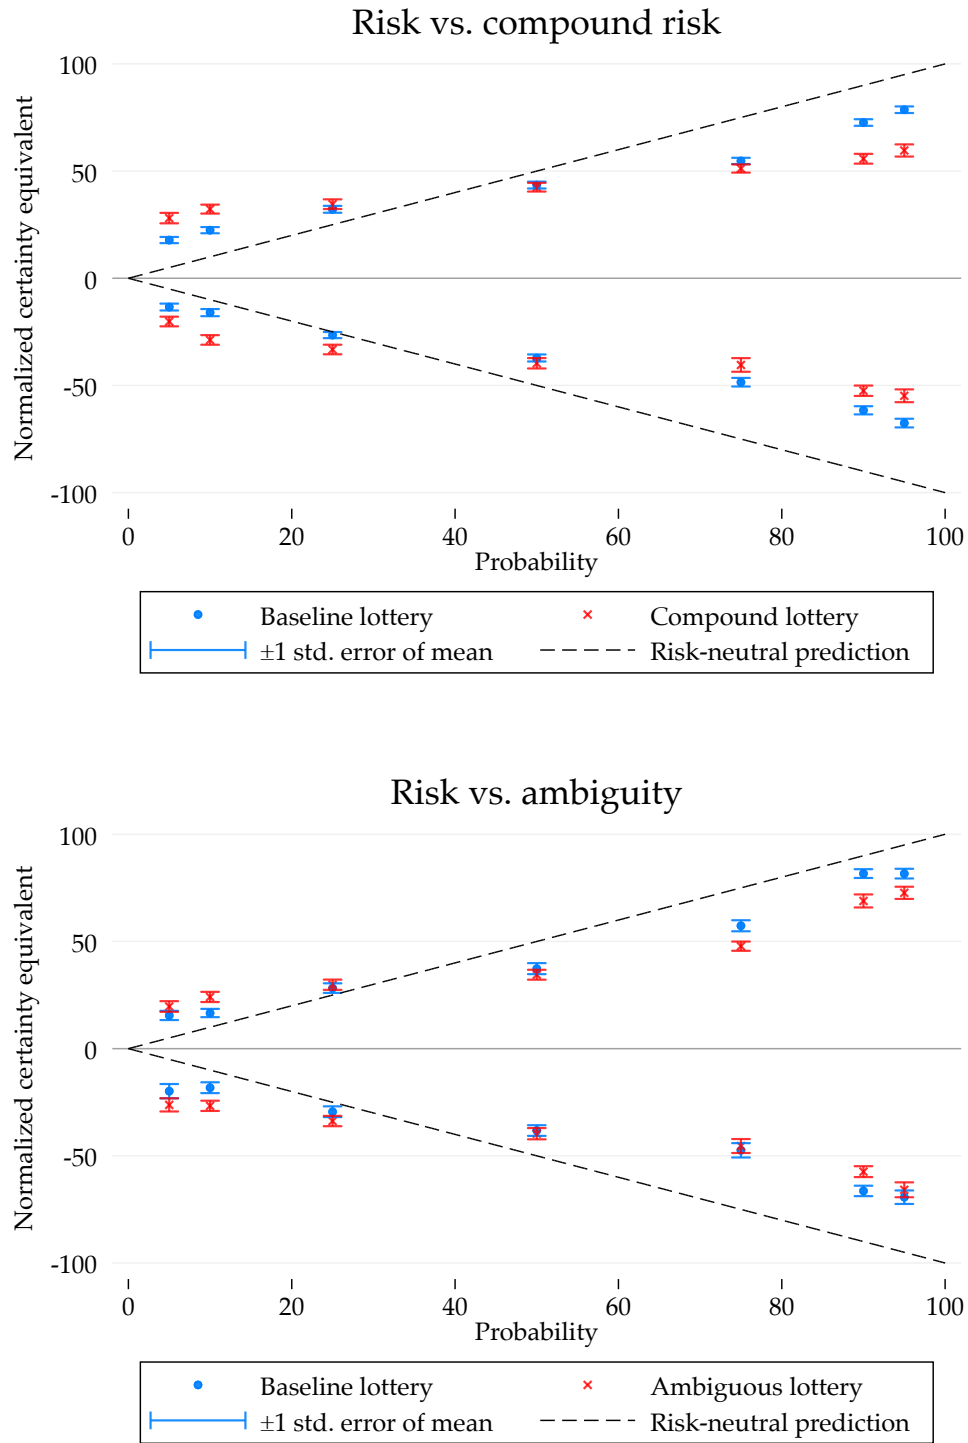 Risk vs. compound risk
Normalized certainty equivalent
100
50
0
-50
-100
0 20 40 60 80 100
Probability
Baseline lottery Compound lottery
±1 std. error of mean Risk-neutral prediction
Risk vs. ambiguity
Normalized certainty equivalent
100
50
0
-50
-100
0 20 40 60 80 100
Probability
Baseline lottery Ambiguous lottery
±1 std. error of mean Risk-neutral prediction